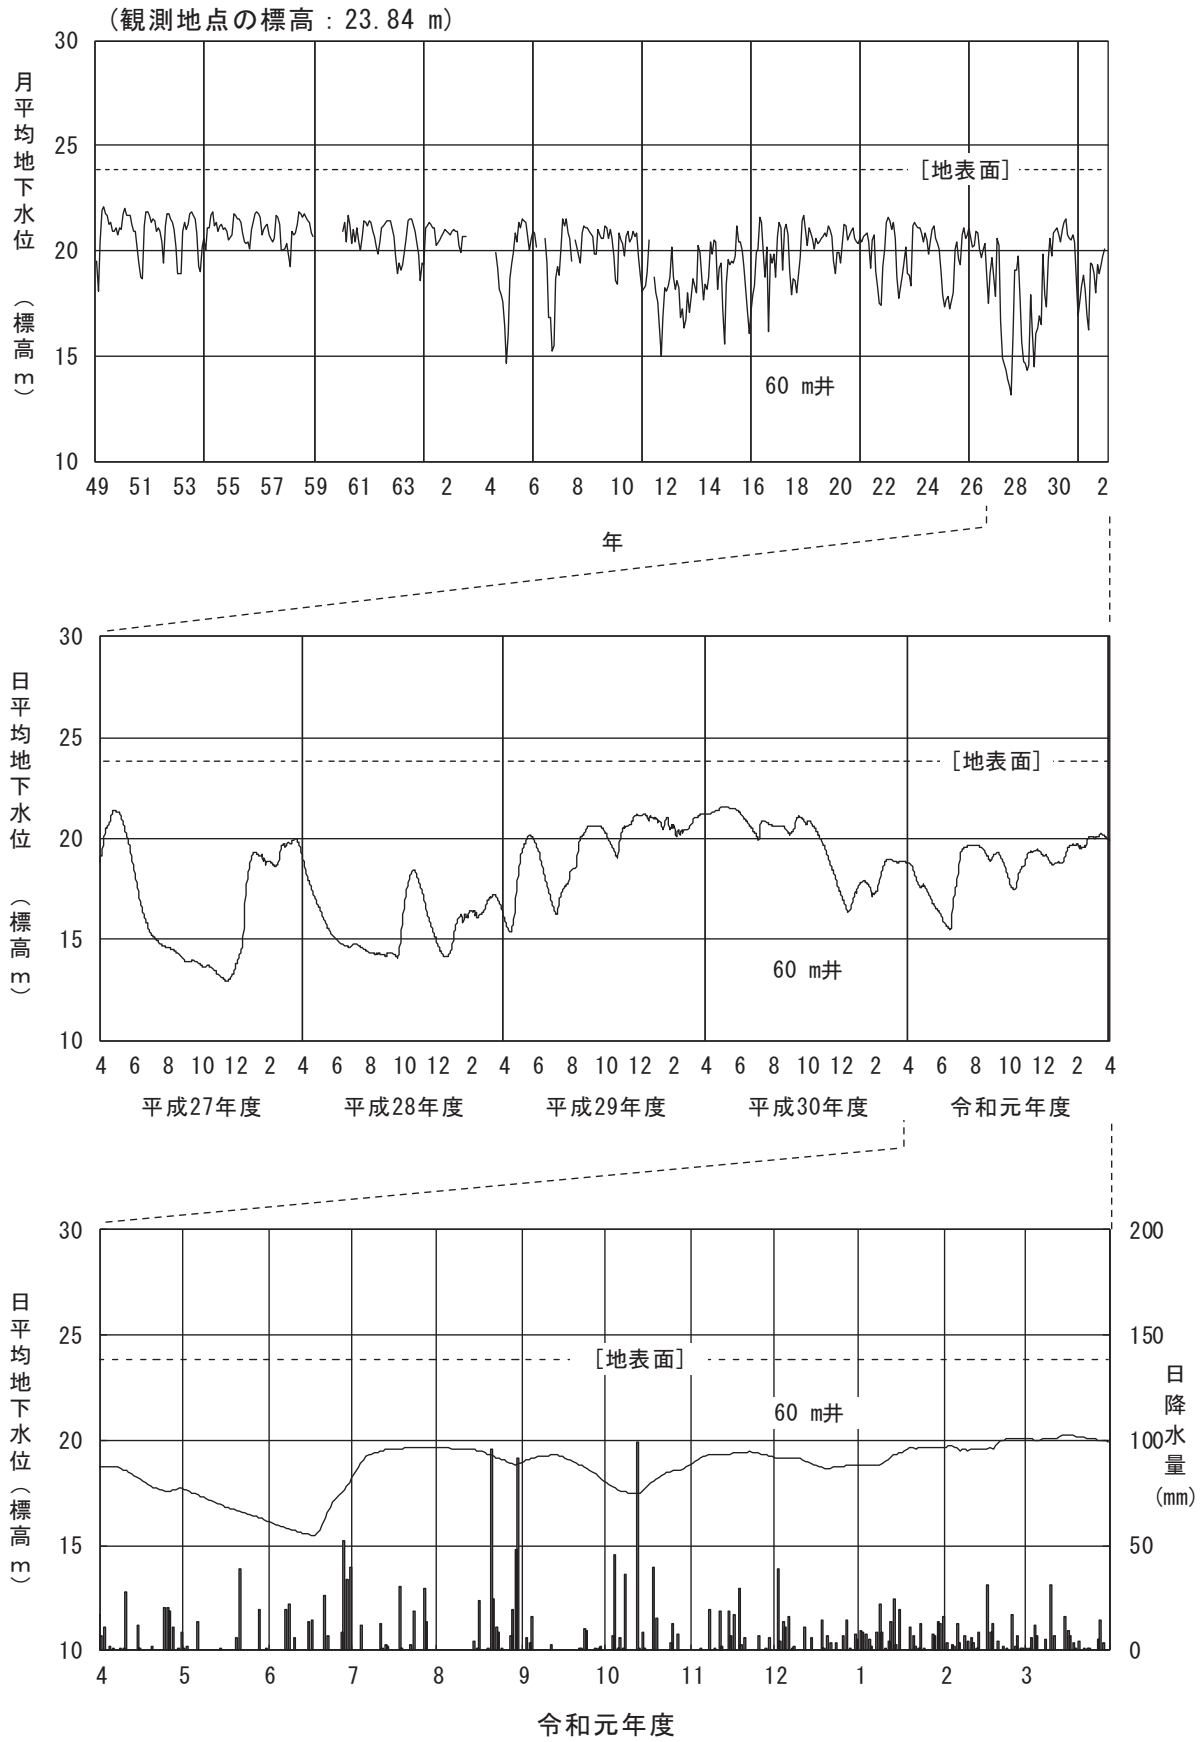 (観測地点の標高：23.84 m)
月平均地下水位（標高m）
30
25
20
15
10
[地表面]
60 m井
49 51 53 55 57 59 61 63 2 4 6 8 10 12 14 16 18 20 22 24 26 28 30 2
年
日平均地下水位（標高m）
30
25
20
15
10
[地表面]
60 m井
4 6 8 10 12 2 4 6 8 10 12 2 4 6 8 10 12 2 4 6 8 10 12 2 4 6 8 10 12 2 4
平成27年度 平成28年度 平成29年度 平成30年度 令和元年度
日平均地下水位（標高m）
30
25
20
15
10
[地表面]
60 m井
200
150
100
50
0
日降水量(mm)
4 5 6 7 8 9 10 11 12 1 2 3
令和元年度